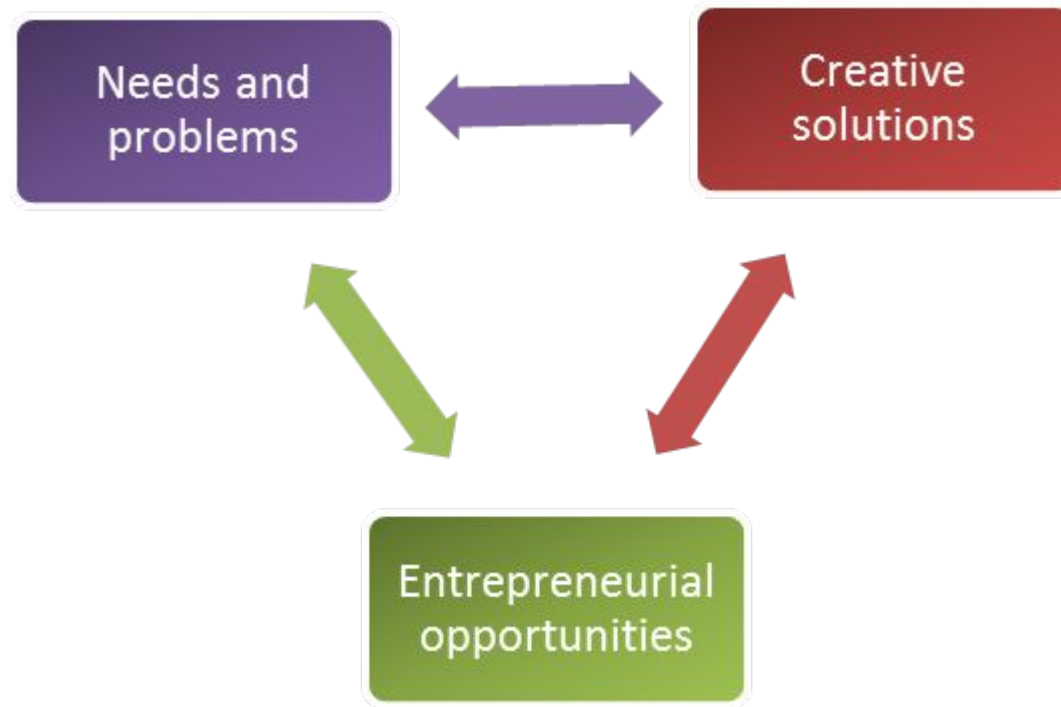 Needs and
problems
Creative
solutions
Entrepreneurial
opportunities